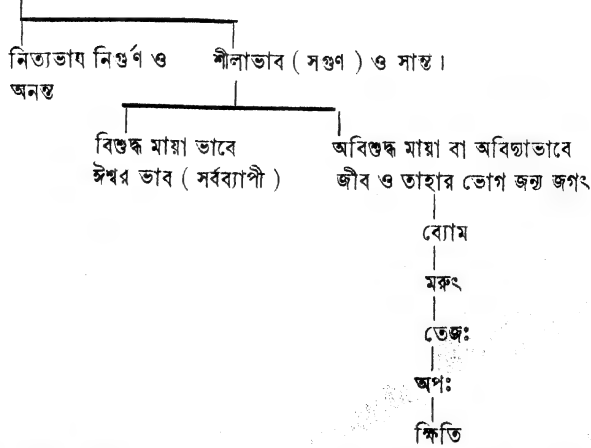 নিত্যভাব নির্গুণ ও
অনন্ত
লীলাভাব ( সগুণ ) ও সান্ত ।
বিশুদ্ধ মায়া ভাবে
ঈশ্বর ভাব ( সর্বব্যাপী )
অবিশুদ্ধ মায়া বা অবিদ্যাভাবে
জীব ও তাহার ভোগ জন্য জগৎ
ব্যোম
মরুৎ
তেজঃ
অপঃ
ক্ষিতি